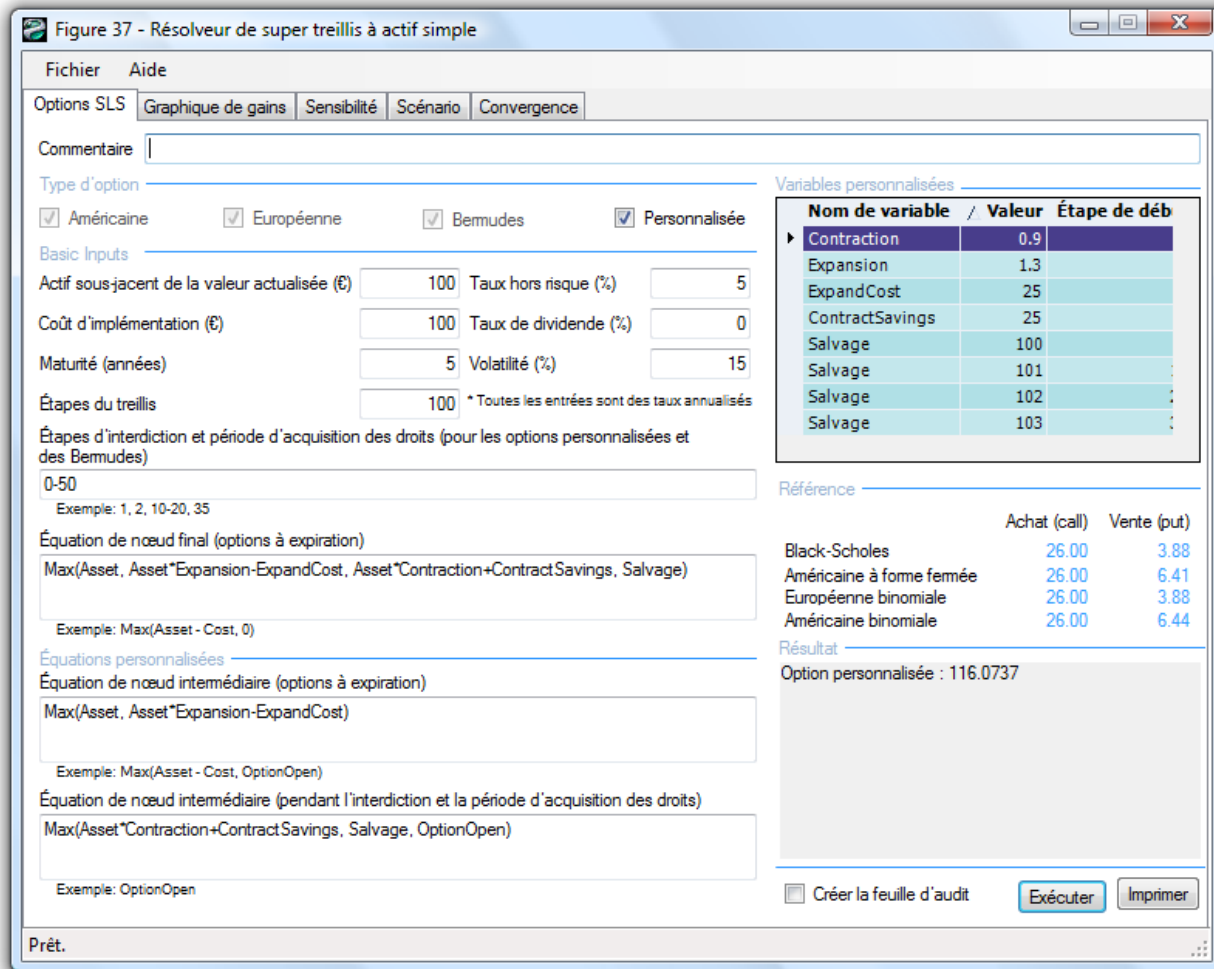 Figure 37 - Résolveur de super treillis à actif simple
Fichier Aide
Options SLS Graphique de gains Sensibilité Scénario Convergence
Commentaire
Type d'option
Américaine Européenne Bermudes Personnalisée
Basic Inputs
Actif sous-jacent de la valeur actualisée (€) 100 Taux hors risque (%) 5
Coût d'implémentation (€) 100 Taux de dividende (%) 0
Maturité (années) 5 Volatilité (%) 15
Étapes du treillis 100 * Toutes les entrées sont des taux annualisés
Étapes d'interdiction et période d'acquisition des droits (pour les options personnalisées et
des Bermudes)
0-50
Exemple: 1, 2, 10-20, 35
Équation de nœud final (options à expiration)
Max(Asset, Asset*Expansion-ExpandCost, Asset*Contraction+ContractSavings, Salvage)
Exemple: Max(Asset - Cost, 0)
Équations personnalisées
Équation de nœud intermédiaire (options à expiration)
Max(Asset, Asset*Expansion-ExpandCost)
Exemple: Max(Asset - Cost, OptionOpen)
Équation de nœud intermédiaire (pendant l'interdiction et la période d'acquisition des droits)
Max(Asset*Contraction+ContractSavings, Salvage, OptionOpen)
Exemple: OptionOpen
Variables personnalisées
Nom de variable / Valeur Étape de déb
Contraction 0.9
Expansion 1.3
ExpandCost 25
ContractSavings 25
Salvage 100
Salvage 101
Salvage 102
Salvage 103
Référence
Achat (call) Vente (put)
Black-Scholes 26.00 3.88
Américaine à forme fermée 26.00 6.41
Européenne binomiale 26.00 3.88
Américaine binomiale 26.00 6.44
Résultat
Option personnalisée : 116.0737
Créer la feuille d'audit Exécuter Imprimer
Prêt.